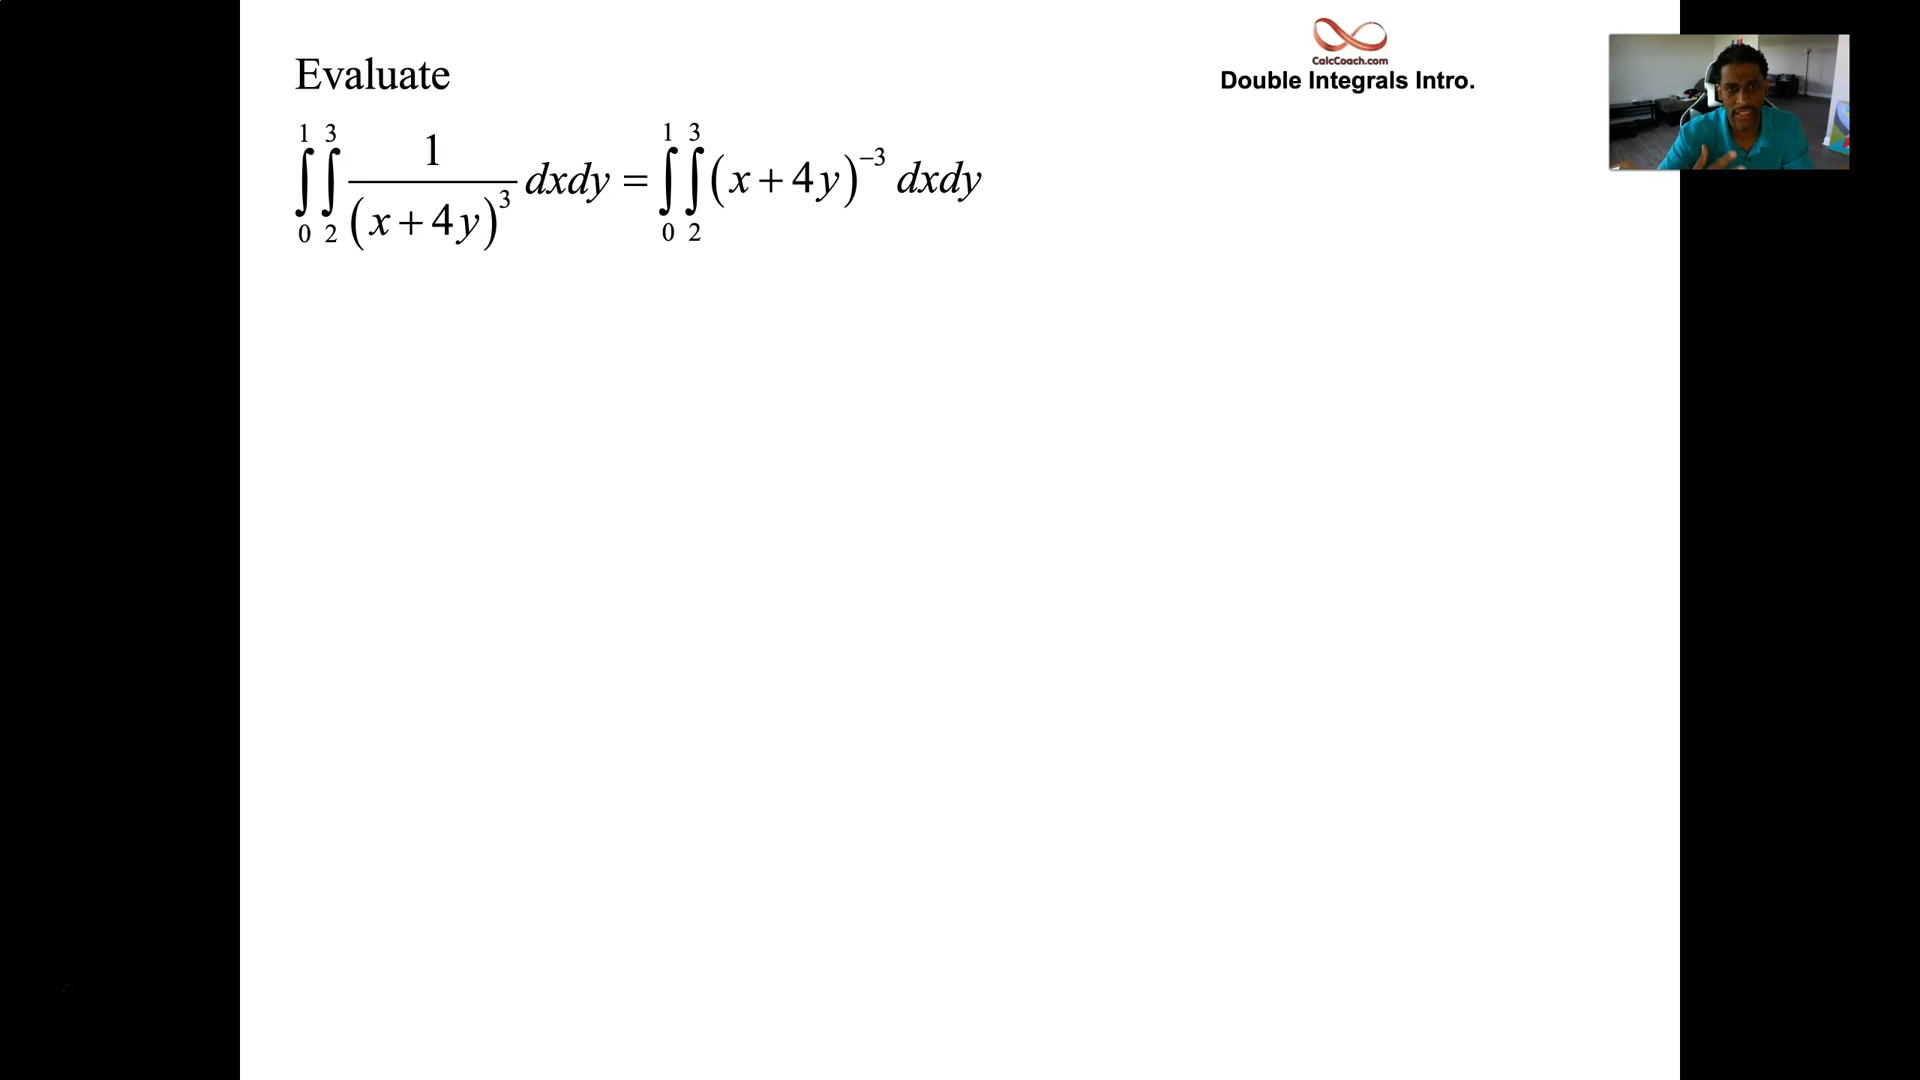 CalcCoach.com
Double Integrals Intro.
Evaluate
∫₀¹∫₂³ 1/(x+4y)³ dxdy = ∫₀¹∫₂³ (x+4y)⁻³ dxdy